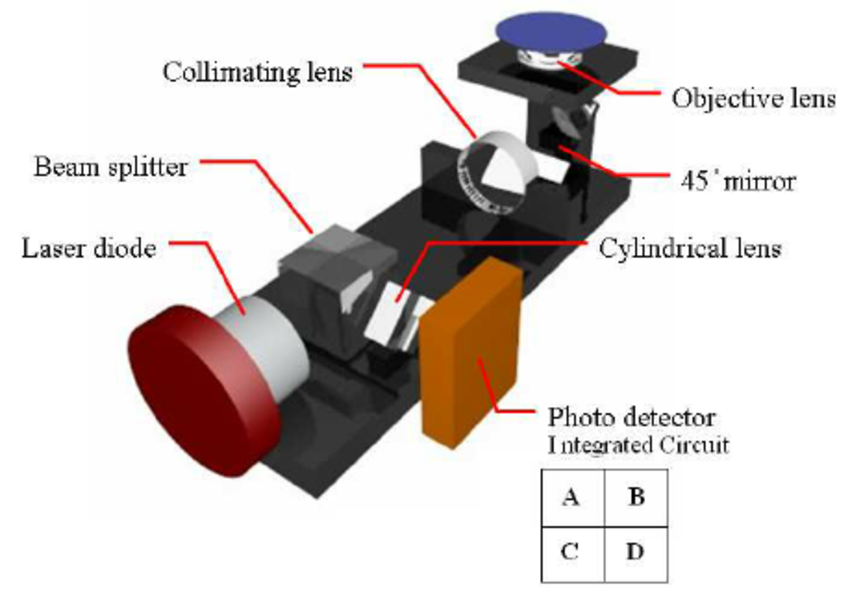 Collimating lens
Objective lens
Beam splitter
45°mirror
Laser diode
Cylindrical lens
Photo detector
Integrated Circuit
A B
C D